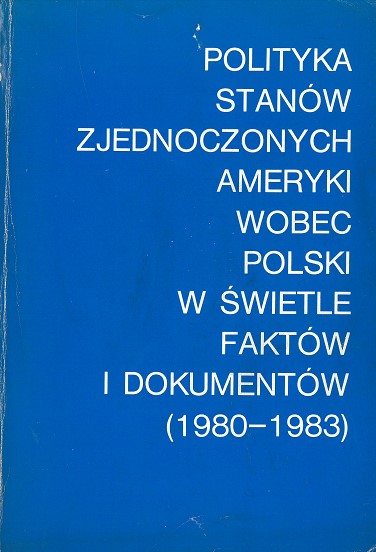 POLITYKA
STANÓW
ZJEDNOCZONYCH
AMERYKI
WOBEC
POLSKI
W ŚWIETLE
FAKTÓW
I DOKUMENTÓW
(1980–1983)